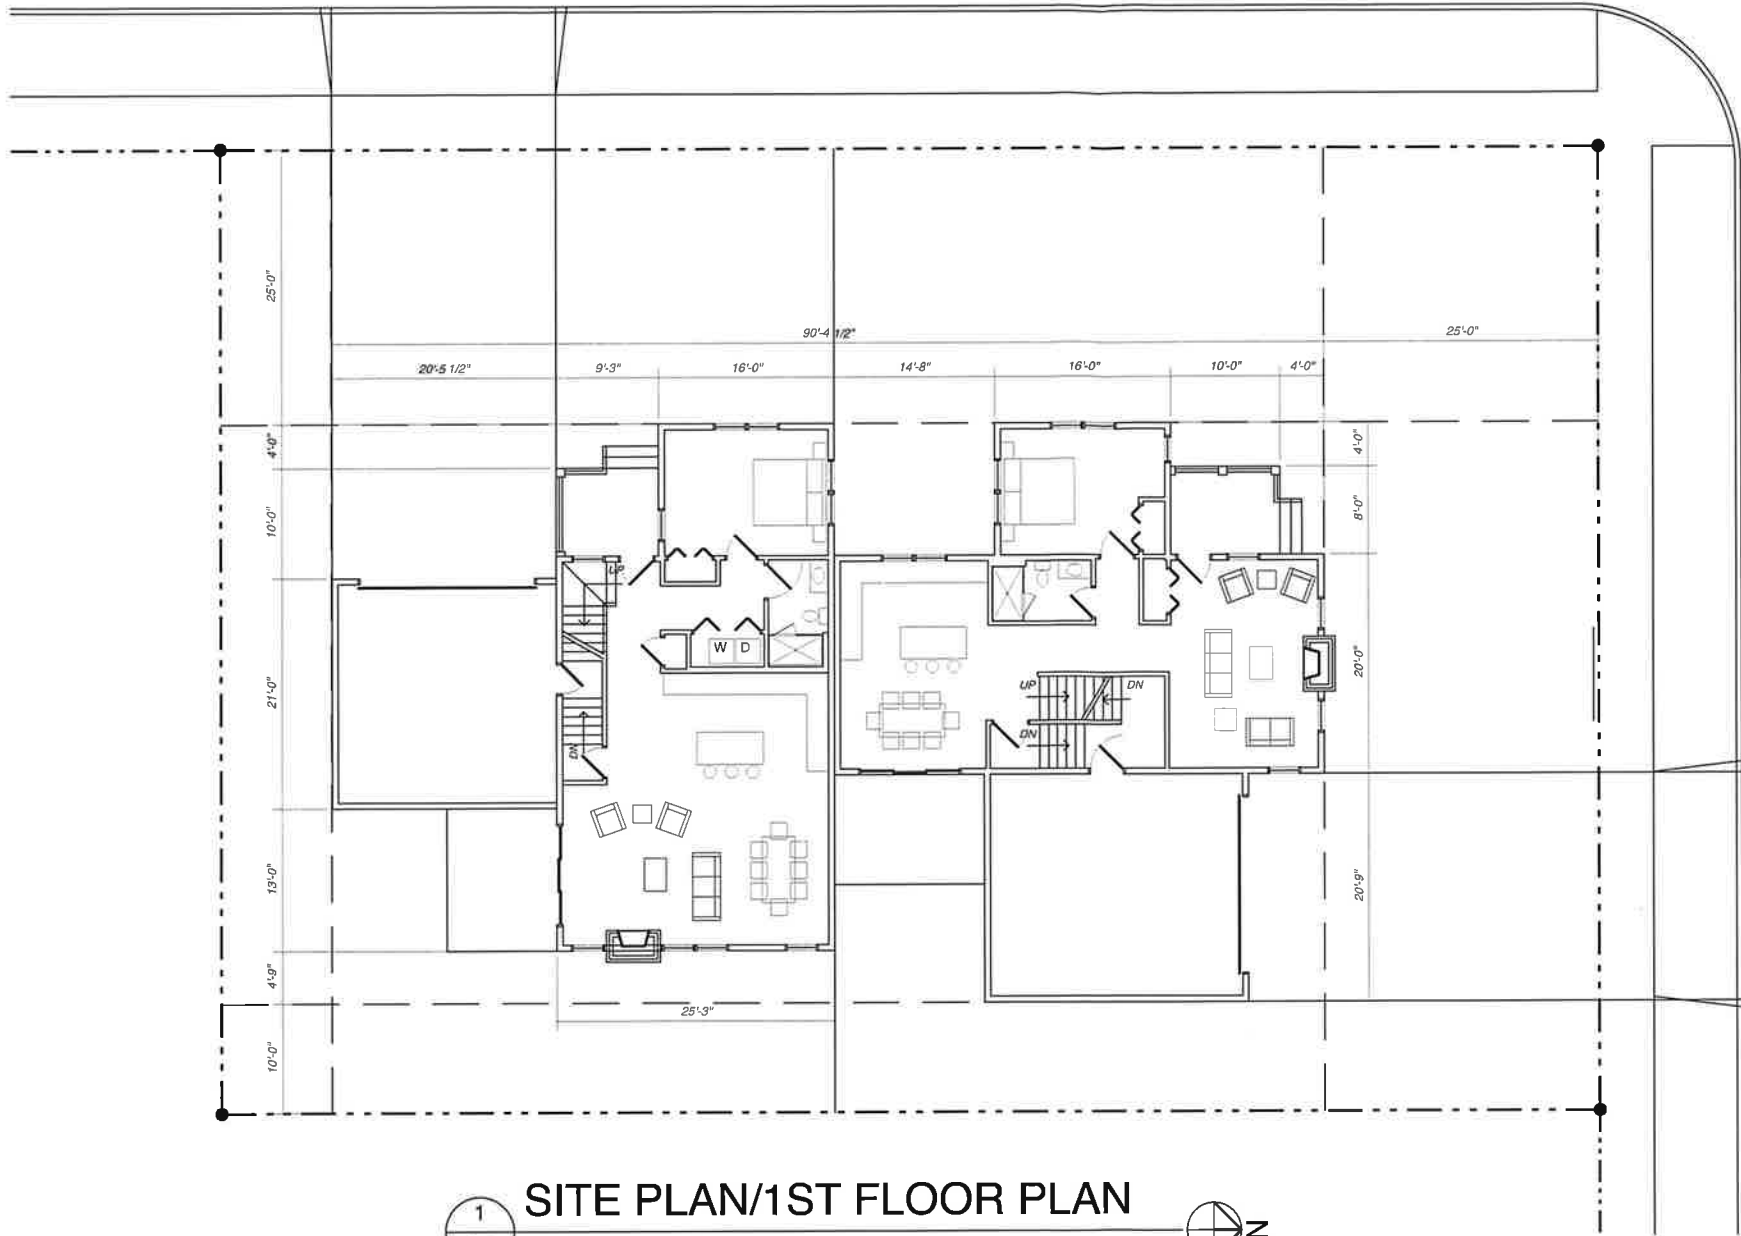 25'-0"
90'-4 1/2"
25'-0"
20'-5 1/2"
9'-3"
16'-0"
14'-8"
16'-0"
10'-0"
4'-0"
4'-0"
4'-0"
10'-0"
8'-0"
UP
W D
21'-0"
20'-0"
UP
DN
DN
DN
13'-0"
20'-9"
4'-9"
25'-3"
10'-0"
SITE PLAN/1ST FLOOR PLAN
1
N